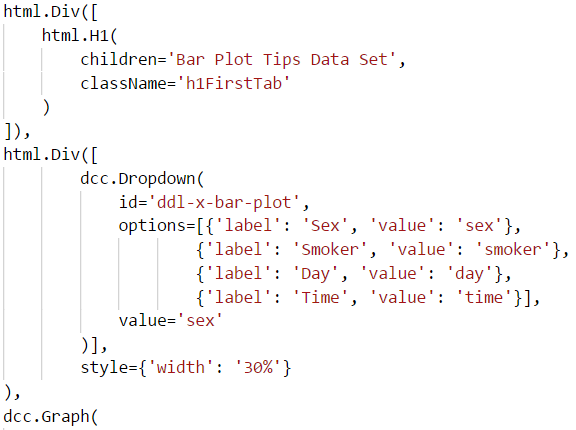 html.Div([
    html.H1(
        children='Bar Plot Tips Data Set',
        className='h1FirstTab'
    )
]),
html.Div([
        dcc.Dropdown(
            id='ddl-x-bar-plot',
            options=[{'label': 'Sex', 'value': 'sex'},
                    {'label': 'Smoker', 'value': 'smoker'},
                    {'label': 'Day', 'value': 'day'},
                    {'label': 'Time', 'value': 'time'}],
            value='sex'
        )],
        style={'width': '30%'}
),
dcc.Graph(